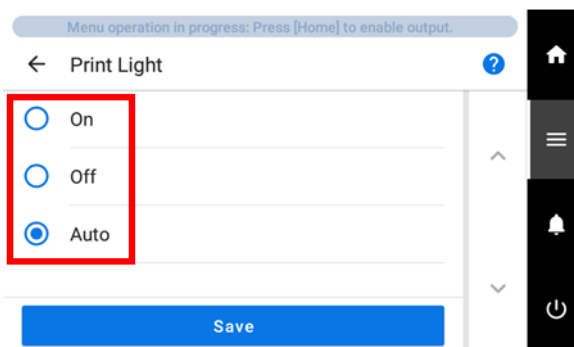 Menu operation in progress: Press [Home] to enable output.
Print Light
?
On
Off
Auto
Save